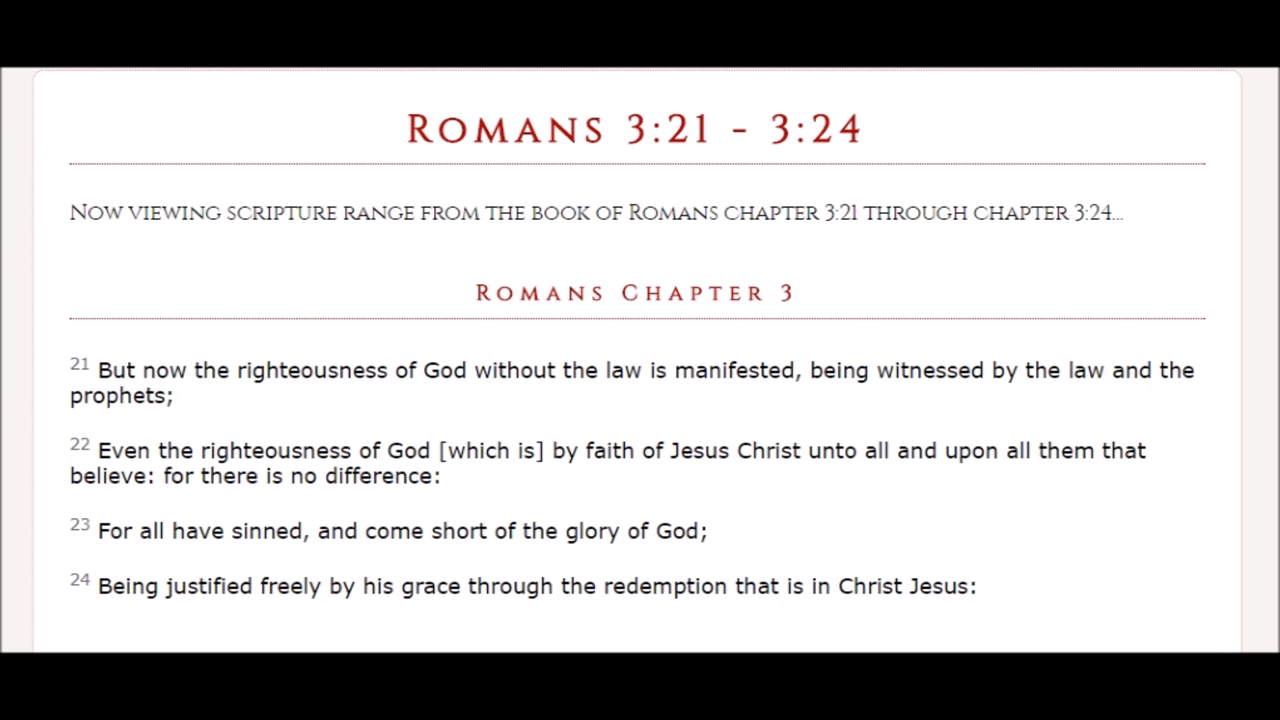 Romans 3:21 - 3:24
Now viewing scripture range from the book of Romans chapter 3:21 through chapter 3:24...
Romans Chapter 3
21 But now the righteousness of God without the law is manifested, being witnessed by the law and the
prophets;
22 Even the righteousness of God [which is] by faith of Jesus Christ unto all and upon all them that
believe: for there is no difference:
23 For all have sinned, and come short of the glory of God;
24 Being justified freely by his grace through the redemption that is in Christ Jesus: